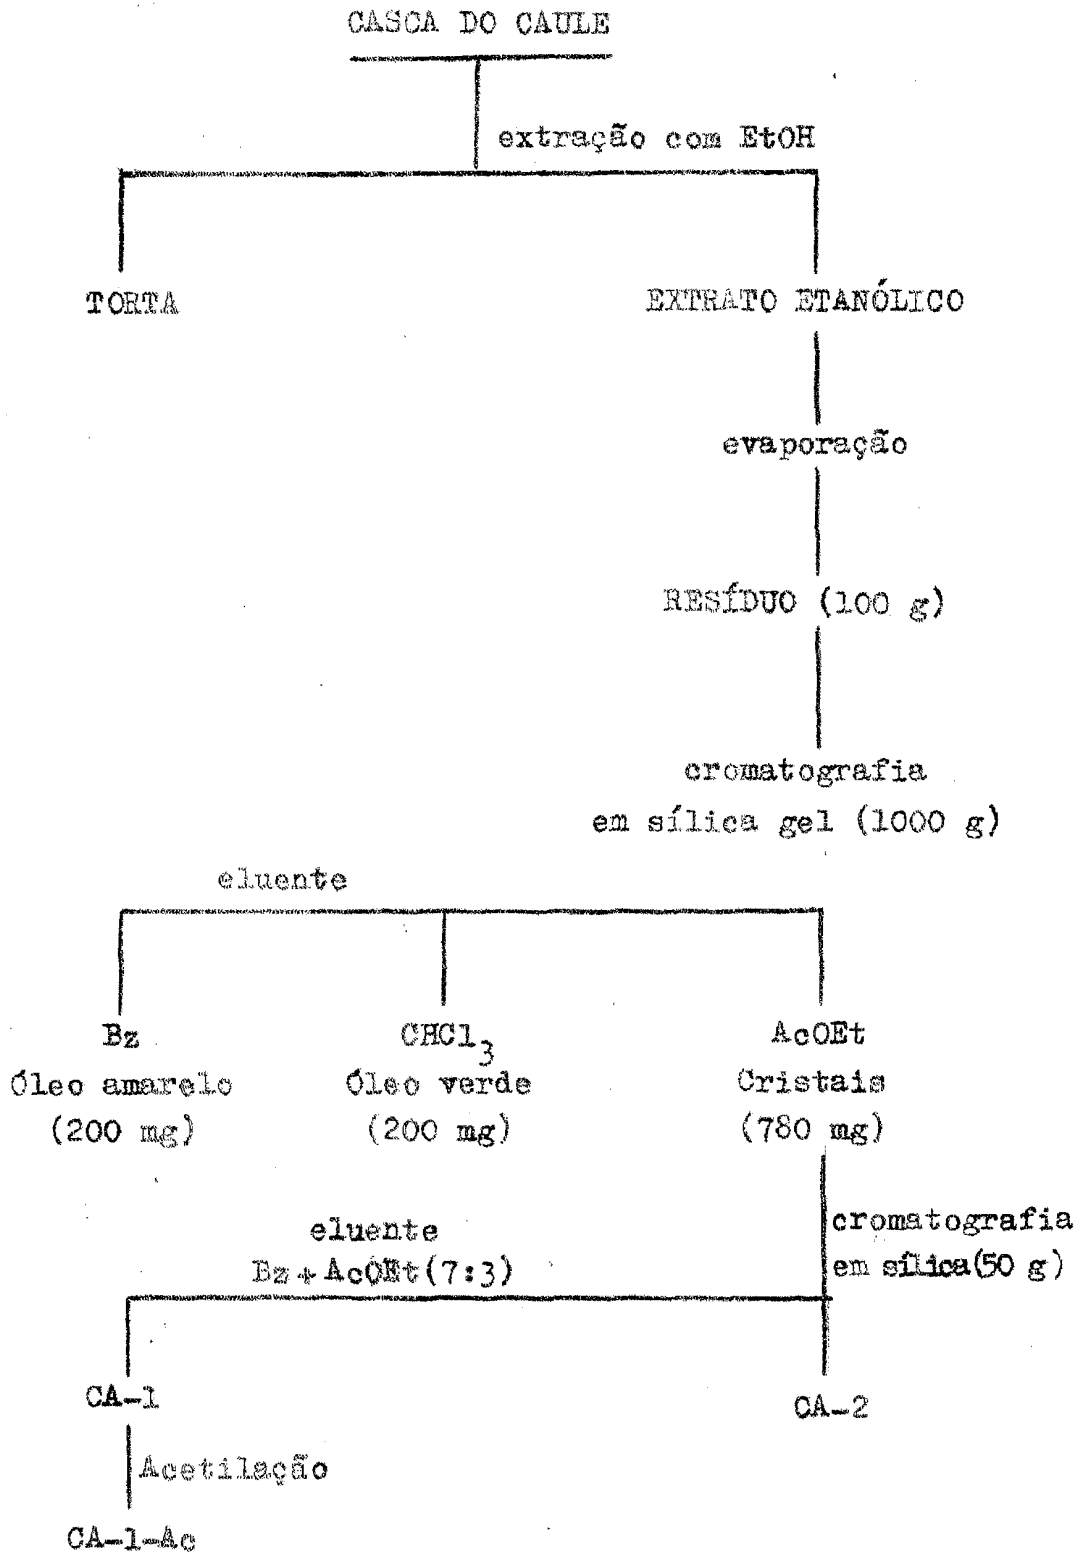 CASCA DO CAULE
extração com EtOH
TORTA
EXTRATO ETANÓLICO
evaporação
RESÍDUO (100 g)
cromatografia
em sílica gel (1000 g)
eluente
Bz
Óleo amarelo
(200 mg)
CHCl3
Óleo verde
(200 mg)
AcOEt
Cristais
(780 mg)
cromatografia
em sílica(50 g)
eluente
Bz+AcOEt(7:3)
CA-1
CA-2
Acetilação
CA-1-Ac